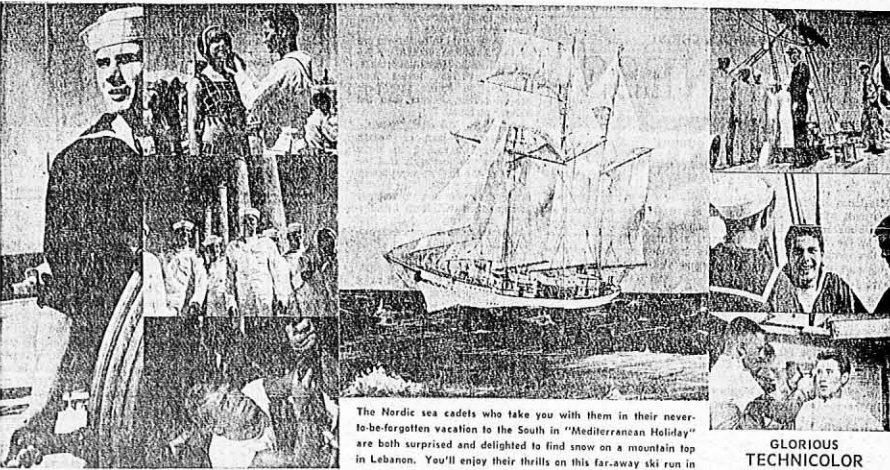 The Nordic sea cadets who take you with them in their never-
to-be-forgotten vacation to the South in "Mediterranean Holiday"
are both surprised and delighted to find snow on a mountain top
in Lebanon. You'll enjoy their thrills on this far-away ski run in
GLORIOUS
TECHNICOLOR